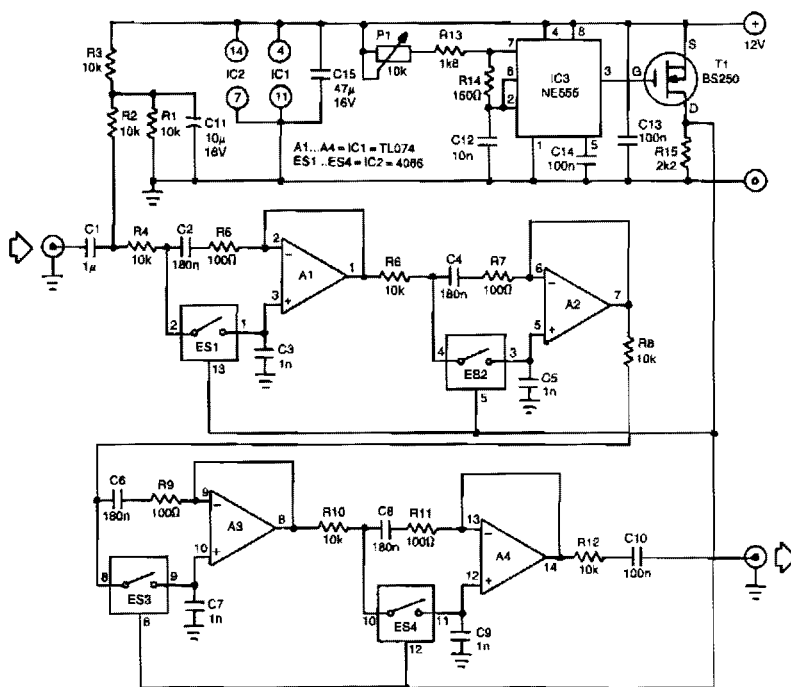 R3
10k
14
IC2
7
4
IC1
11
C15
47µ
16V
P1
10k
R13
1k8
R14
150Ω
7
6
2
4
8
IC3
NE555
3
1
5
G
S
D
T1
BS250
+
12V
0
R2
10k
R1
10k
C11
10µ
16V
C12
10n
C14
100n
C13
100n
R15
2k2
A1...A4 = IC1 = TL074
ES1...ES4 = IC2 = 4066
C1
1µ
R4
10k
C2
180n
R6
100Ω
2
3
A1
1
2
1
ES1
13
C3
1n
R6
10k
C4
180n
R7
100Ω
6
5
A2
7
4
3
ES2
5
C5
1n
R8
10k
C6
180n
R9
100Ω
9
10
A3
8
8
9
ES3
6
C7
1n
R10
10k
C8
180n
R11
100Ω
13
12
A4
14
10
11
ES4
12
C9
1n
R12
10k
C10
100n